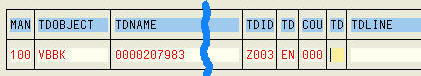 MAN TDOBJECT TDNAME TDID TD COU TD TDLINE
100 VBBK 0000207983 Z003 EN 000